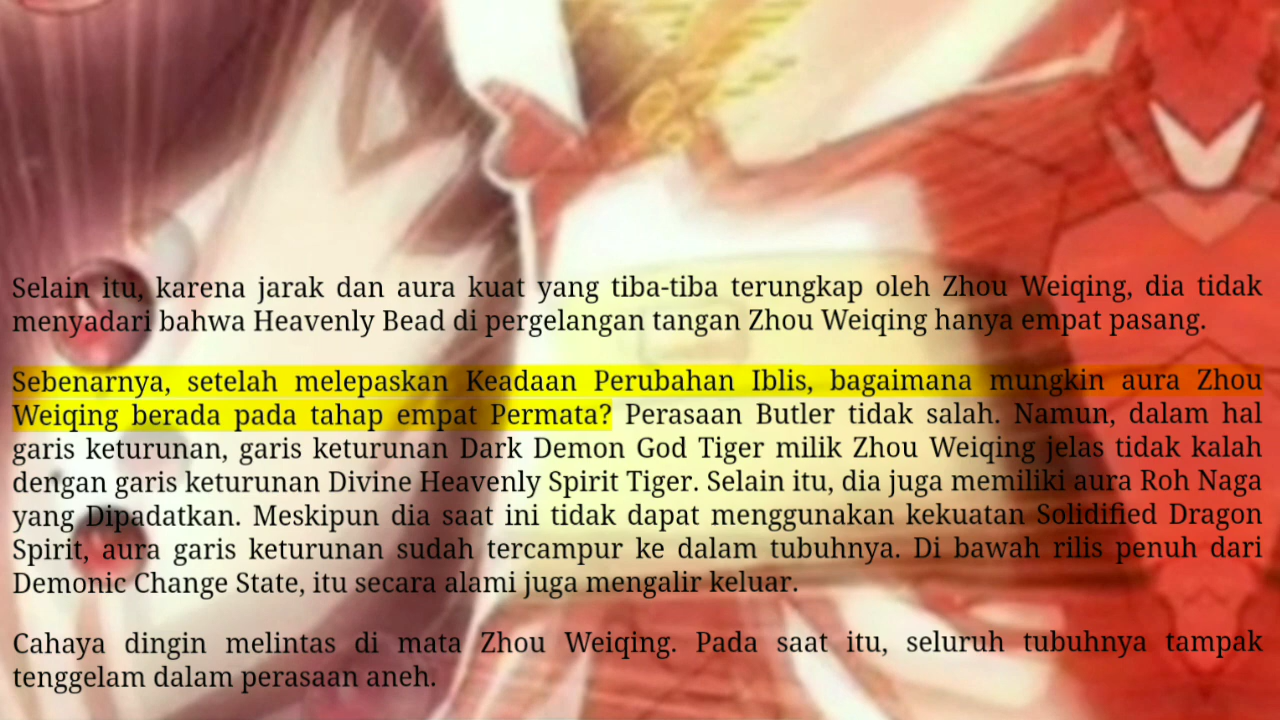 Selain itu, karena jarak dan aura kuat yang tiba-tiba terungkap oleh Zhou Weiqing, dia tidak
menyadari bahwa Heavenly Bead di pergelangan tangan Zhou Weiqing hanya empat pasang.
Sebenarnya, setelah melepaskan Keadaan Perubahan Iblis, bagaimana mungkin aura Zhou
Weiqing berada pada tahap empat Permata? Perasaan Butler tidak salah. Namun, dalam hal
garis keturunan, garis keturunan Dark Demon God Tiger milik Zhou Weiqing jelas tidak kalah
dengan garis keturunan Divine Heavenly Spirit Tiger. Selain itu, dia juga memiliki aura Roh Naga
yang Dipadatkan. Meskipun dia saat ini tidak dapat menggunakan kekuatan Solidified Dragon
Spirit, aura garis keturunan sudah tercampur ke dalam tubuhnya. Di bawah rilis penuh dari
Demonic Change State, itu secara alami juga mengalir keluar.
Cahaya dingin melintas di mata Zhou Weiqing. Pada saat itu, seluruh tubuhnya tampak
tenggelam dalam perasaan aneh.